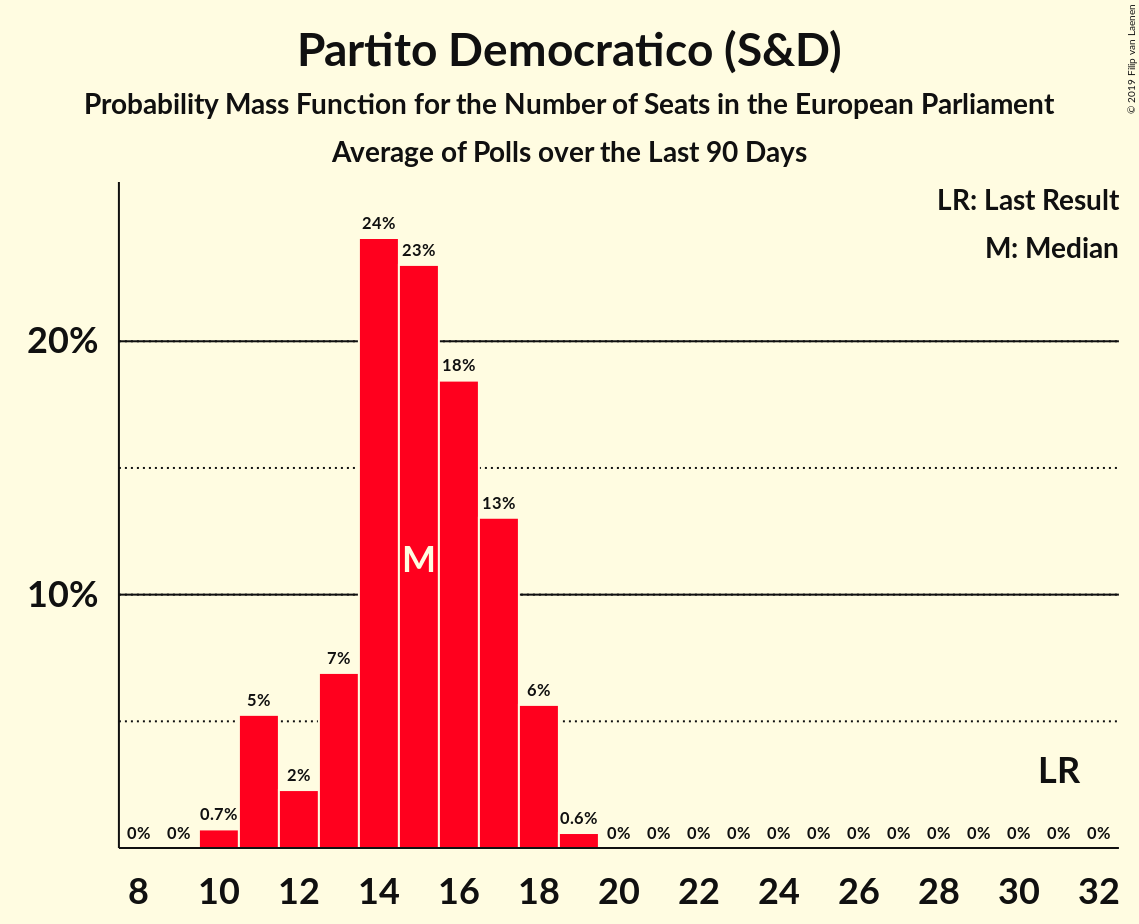 Partito Democratico (S&D)
Probability Mass Function for the Number of Seats in the European Parliament
Average of Polls over the Last 90 Days
© 2019 Filip van Laenen
LR: Last Result
M: Median
24%
23%
20%
18%
13%
M
10%
7%
6%
5%
LR
2%
0% 0% 0.7% 0.6% 0% 0% 0% 0% 0% 0% 0% 0% 0% 0% 0% 0% 0%
8 10 12 14 16 18 20 22 24 26 28 30 32